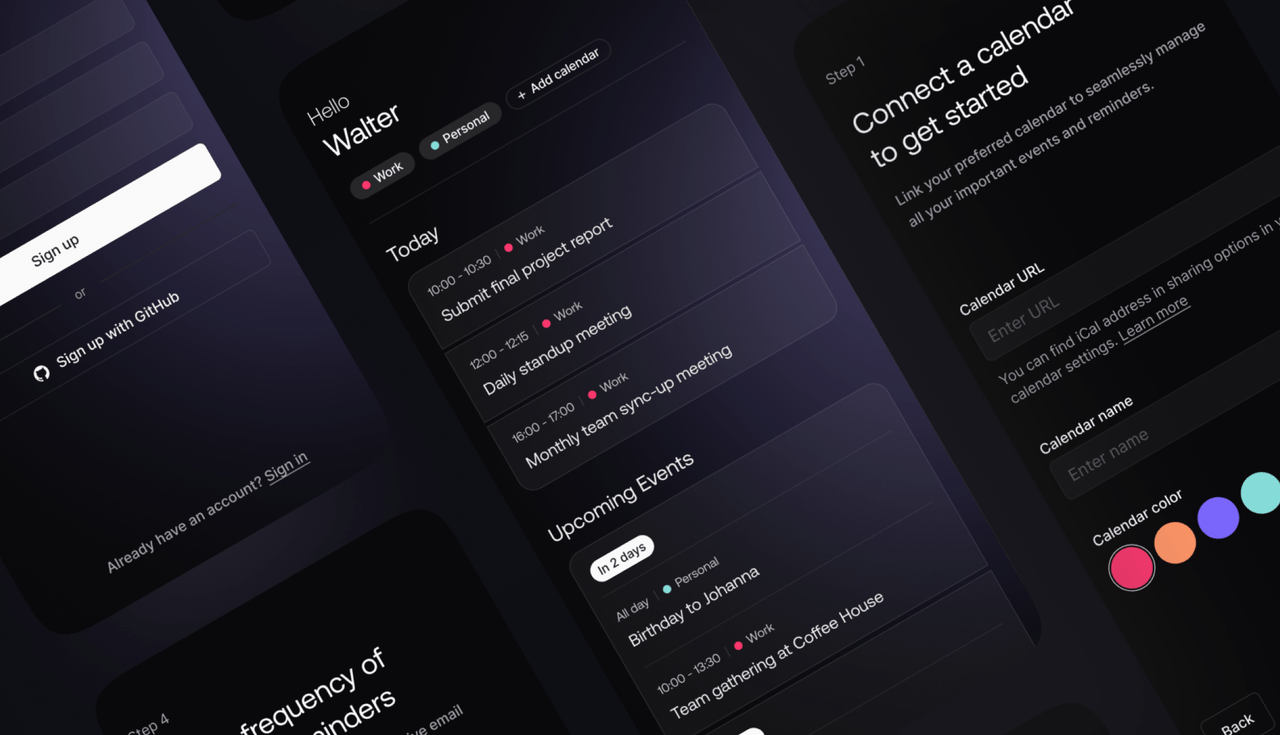 Sign up
or
Sign up with GitHub
Already have an account? Sign in
Step 4
frequency of
email
Hello
Walter
Work
Personal
+ Add calendar
Today
10:00 - 10:30 | Work
Submit final project report
12:00 - 12:15 | Work
Daily standup meeting
16:00 - 17:00 | Work
Monthly team sync-up meeting
Upcoming Events
In 2 days
All day | Personal
Birthday to Johanna
10:00 - 13:30 | Work
Team gathering at Coffee House
Step 1
Connect a calendar
to get started
Link your preferred calendar to seamlessly manage
all your important events and reminders.
Calendar URL
Enter URL
You can find iCal address in sharing options in
calendar settings. Learn more
Calendar name
Enter name
Calendar color
Back